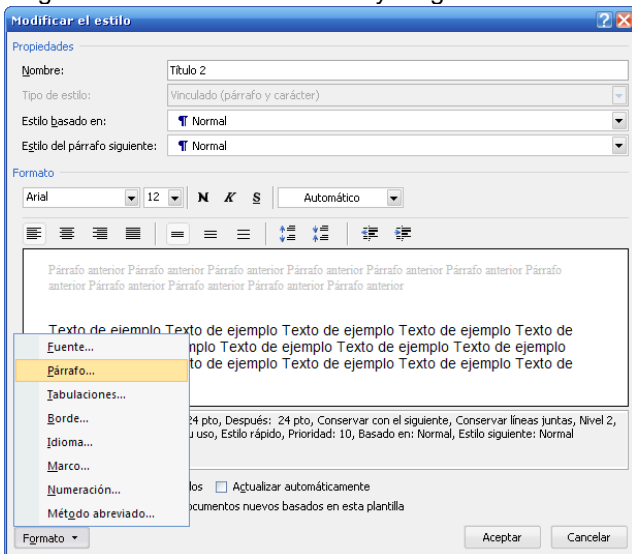 Modificar el estilo
Propiedades
Nombre: Título 2
Tipo de estilo: Vinculado (párrafo y carácter)
Estilo basado en: ¶ Normal
Estilo del párrafo siguiente: ¶ Normal
Formato
Arial 12 N K S Automático
Párrafo anterior Párrafo anterior Párrafo anterior Párrafo anterior Párrafo anterior Párrafo anterior Párrafo
anterior Párrafo anterior Párrafo anterior Párrafo anterior Párrafo anterior
Texto de ejemplo Texto de ejemplo Texto de ejemplo Texto de ejemplo Texto de
mplo Texto de ejemplo Texto de ejemplo Texto de ejemplo
to de ejemplo Texto de ejemplo Texto de ejemplo Texto de
Fuente...
Párrafo...
Tabulaciones...
Borde...
Idioma...
Marco...
Numeración...
Método abreviado...
24 pto, Después: 24 pto, Conservar con el siguiente, Conservar líneas juntas, Nivel 2,
u uso, Estilo rápido, Prioridad: 10, Basado en: Normal, Estilo siguiente: Normal
los Actualizar automáticamente
ocumentos nuevos basados en esta plantilla
Formato Aceptar Cancelar